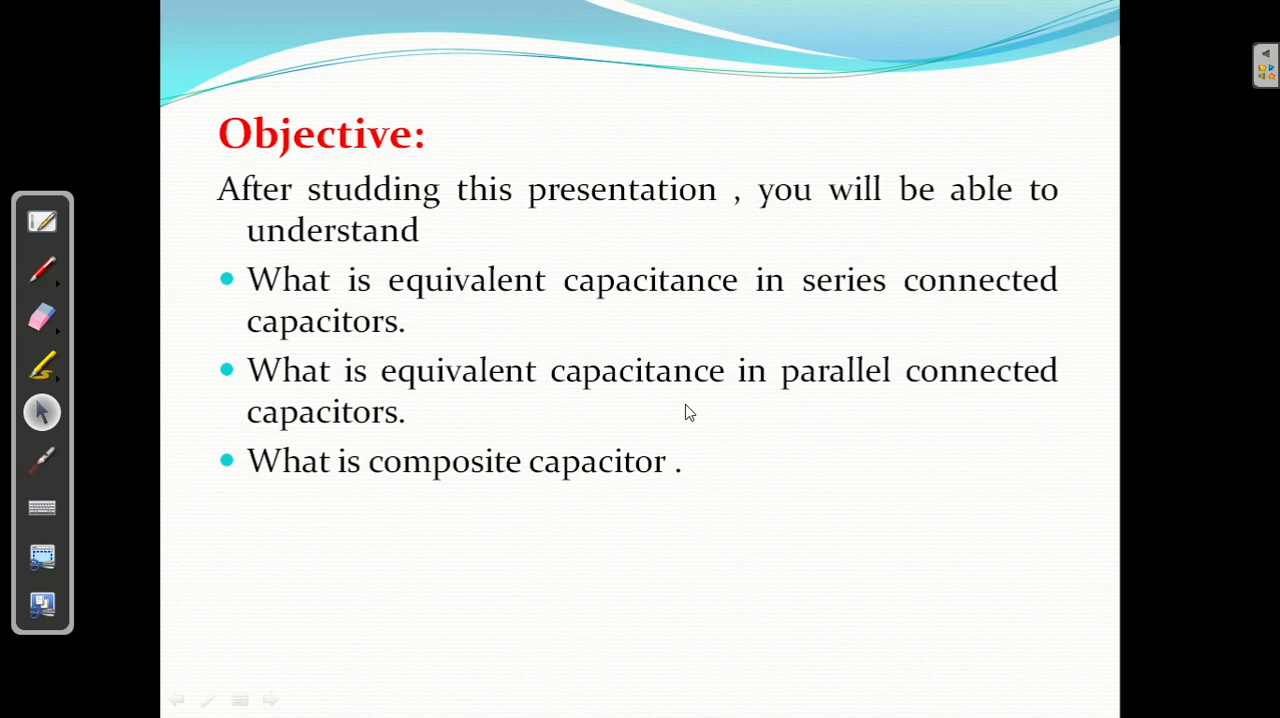 Objective:
After studding this presentation , you will be able to
understand
What is equivalent capacitance in series connected
capacitors.
What is equivalent capacitance in parallel connected
capacitors.
What is composite capacitor .